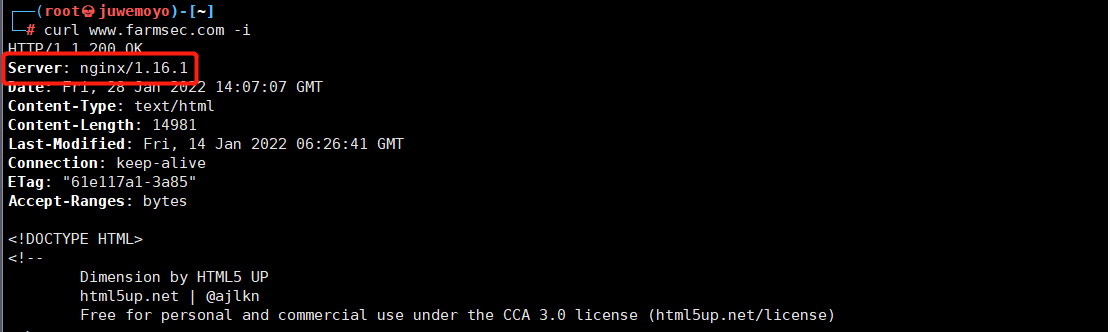 ┌──(root💀juwemoyo)-[~]
└─# curl www.farmsec.com -i
HTTP/1.1 200 OK
Server: nginx/1.16.1
Date: Fri, 28 Jan 2022 14:07:07 GMT
Content-Type: text/html
Content-Length: 14981
Last-Modified: Fri, 14 Jan 2022 06:26:41 GMT
Connection: keep-alive
ETag: "61e117a1-3a85"
Accept-Ranges: bytes

<!DOCTYPE HTML>
<!--
        Dimension by HTML5 UP
        html5up.net | @ajlkn
        Free for personal and commercial use under the CCA 3.0 license (html5up.net/license)